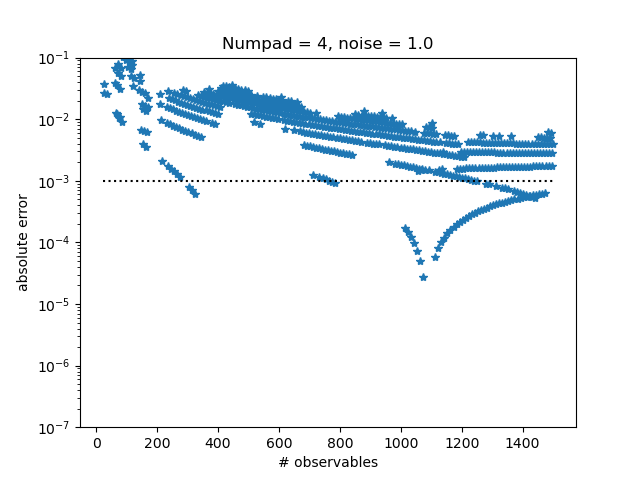 Numpad = 4, noise = 1.0
absolute error
10^{-1}
10^{-2}
10^{-3}
10^{-4}
10^{-5}
10^{-6}
10^{-7}
0 200 400 600 800 1000 1200 1400
# observables